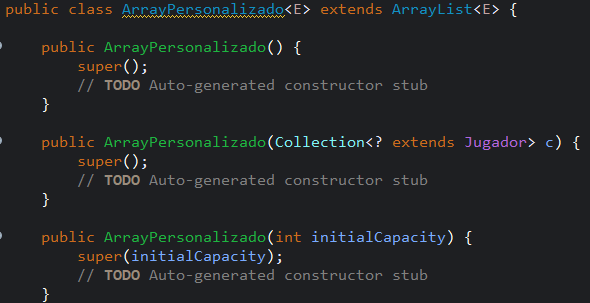 public class ArrayPersonalizado<E> extends ArrayList<E> {
public ArrayPersonalizado() {
super();
// TODO Auto-generated constructor stub
}
public ArrayPersonalizado(Collection<? extends Jugador> c) {
super();
// TODO Auto-generated constructor stub
}
public ArrayPersonalizado(int initialCapacity) {
super(initialCapacity);
// TODO Auto-generated constructor stub
}